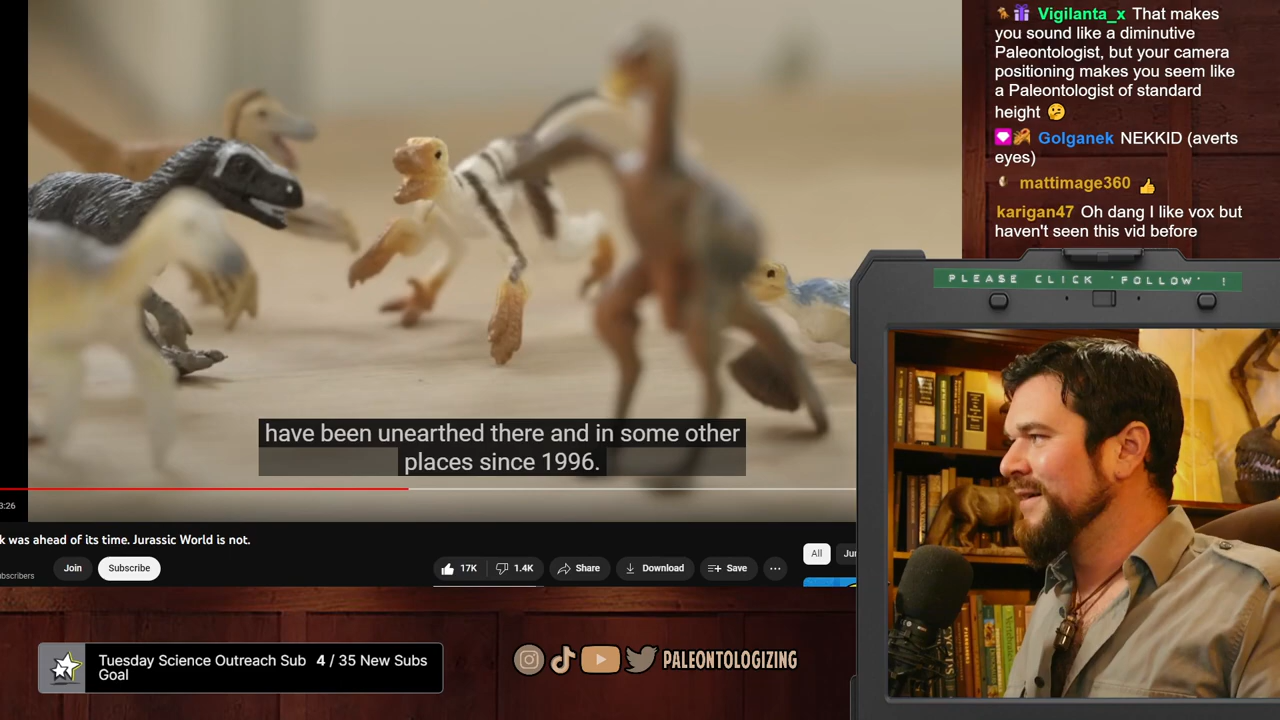 Vigilanta_x That makes
you sound like a diminutive
Paleontologist, but your camera
positioning makes you seem like
a Paleontologist of standard
height
Golganek NEKKID (averts
eyes)
mattimage360
karigan47 Oh dang I like vox but
haven't seen this vid before
PLEASE CLICK "FOLLOW" !
have been unearthed there and in some other
places since 1996.
3:26
k was ahead of its time. Jurassic World is not.
ubscribers
Join
Subscribe
17K
1.4K
Share
Download
Save
All
Jur
Tuesday Science Outreach Sub 4 / 35 New Subs
Goal
PALEONTOLOGIZING